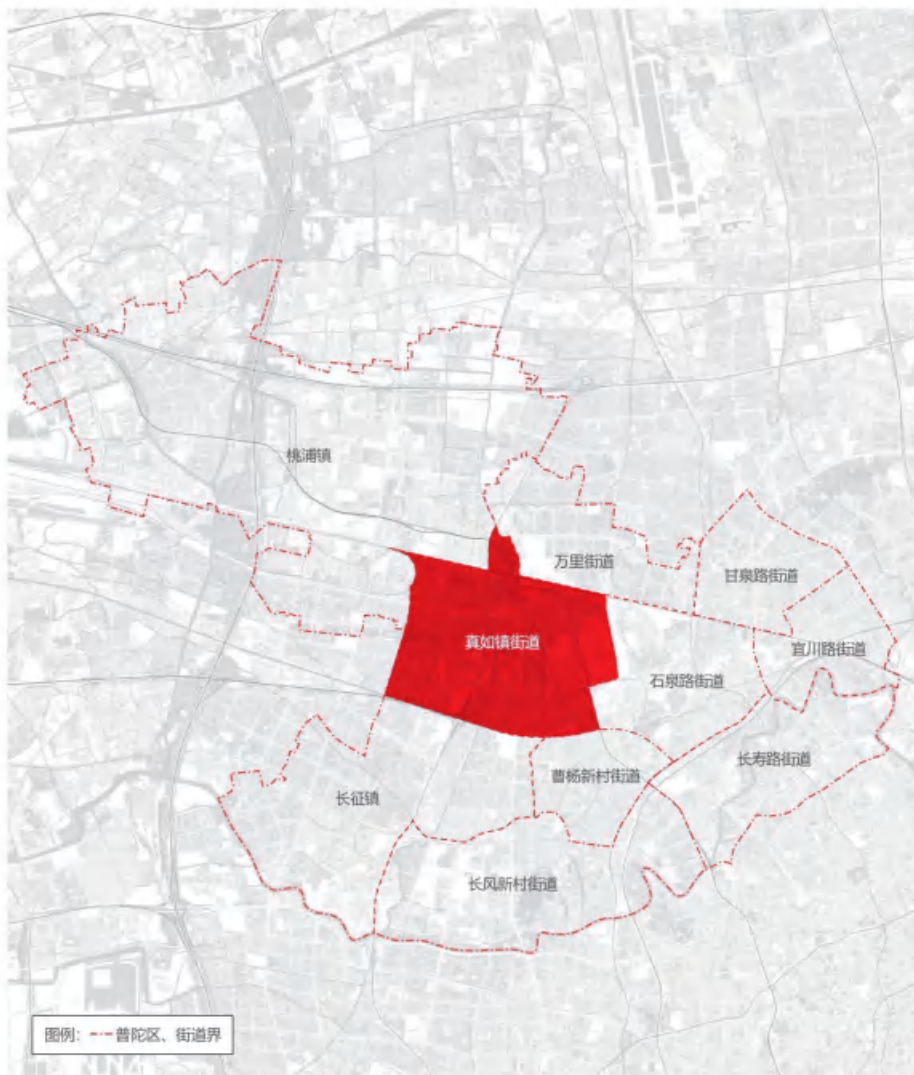 桃浦镇
万里街道
甘泉路街道
真如镇街道
宜川路街道
石泉路街道
长寿路街道
曹杨新村街道
长征镇
长风新村街道
图例：普陀区、街道界